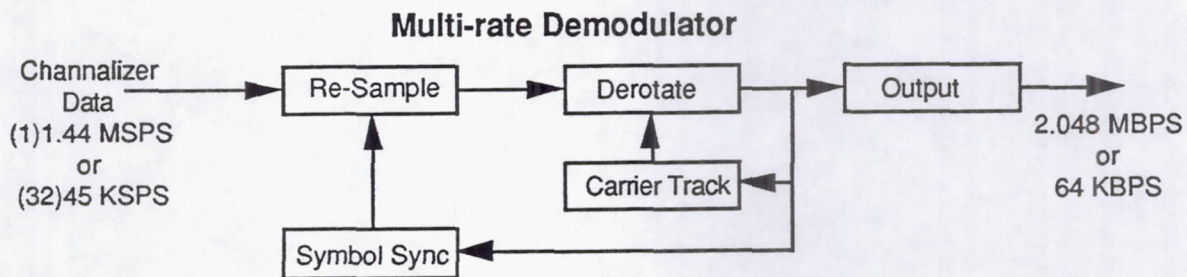 Multi-rate Demodulator
Channalizer
Data
(1)1.44 MSPS
or
(32)45 KSPS
Re-Sample
Derotate
Output
Carrier Track
Symbol Sync
2.048 MBPS
or
64 KBPS